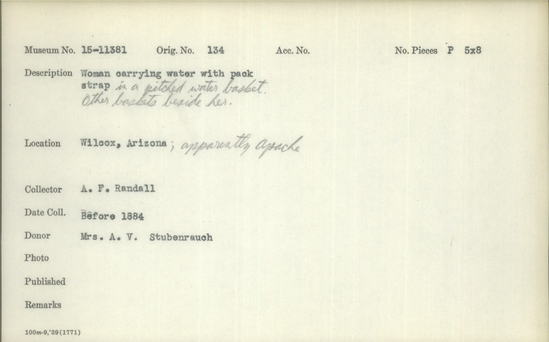 Museum No. 15-11381 Orig. No. 134 Acc. No. No. Pieces P 5x8
Description Woman carrying water with pack
strap in a pitched water basket.
Other baskets beside her.
Location Wilcox, Arizona; apparently Apache
Collector A. F. Randall
Date Coll. Before 1884
Donor Mrs. A. V. Stubenrauch
Photo
Published
Remarks
100m-9,'39(1771)